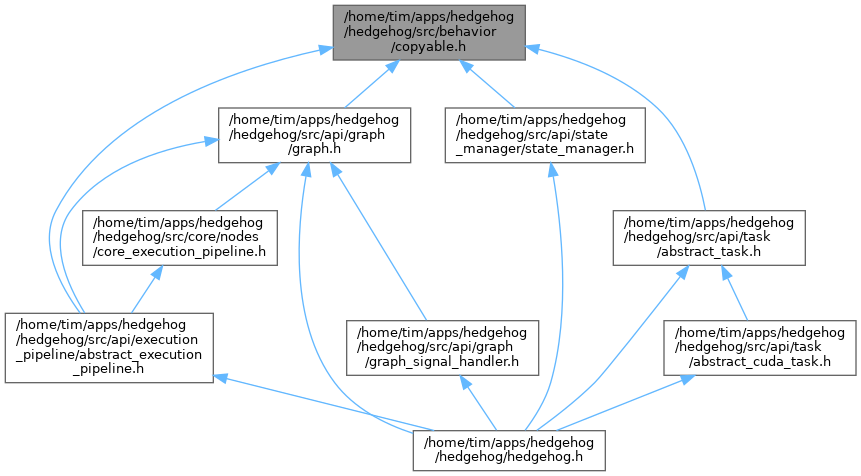 /home/tim/apps/hedgehog
/hedgehog/src/behavior
/copyable.h
/home/tim/apps/hedgehog
/hedgehog/src/api/graph
/graph.h
/home/tim/apps/hedgehog
/hedgehog/src/api/state
_manager/state_manager.h
/home/tim/apps/hedgehog
/hedgehog/src/core/nodes
/core_execution_pipeline.h
/home/tim/apps/hedgehog
/hedgehog/src/api/task
/abstract_task.h
/home/tim/apps/hedgehog
/hedgehog/src/api/execution
_pipeline/abstract_execution
_pipeline.h
/home/tim/apps/hedgehog
/hedgehog/src/api/graph
/graph_signal_handler.h
/home/tim/apps/hedgehog
/hedgehog/src/api/task
/abstract_cuda_task.h
/home/tim/apps/hedgehog
/hedgehog/hedgehog.h